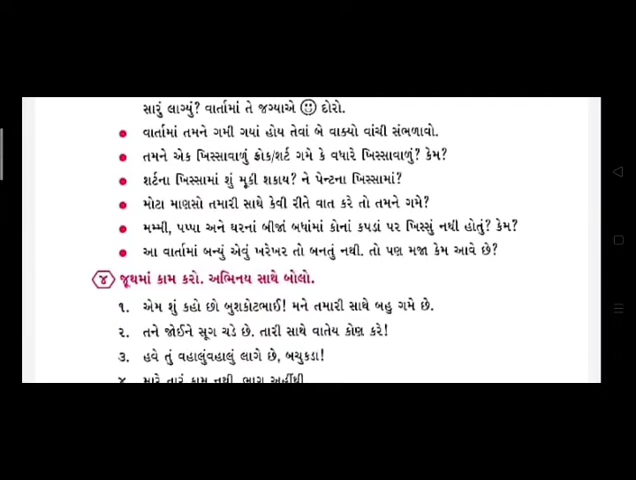 સારું લાગ્યું? વાર્તામાં તે જગ્યાએ ☺ દોરો.
• વાર્તામાં તમને ગમી ગયાં હોય તેવાં બે વાક્યો વાંચી સંભળાવો.
• તમને એક ખિસ્સાવાળું ફ્રોક/શર્ટ ગમે કે વધારે ખિસ્સાવાળું? કેમ?
• શર્ટના ખિસ્સામાં શું મૂકી શકાય? ને પેન્ટના ખિસ્સામાં?
• મોટા માણસો તમારી સાથે કેવી રીતે વાત કરે તો તમને ગમે?
• મમ્મી, પપ્પા અને ઘરનાં બીજાં બધાંમાં કોનાં કપડાં પર ખિસ્સું નથી હોતું? કેમ?
• આ વાર્તામાં બન્યું એવું ખરેખર તો બનતું નથી. તો પણ મજા કેમ આવે છે?
૪ જૂથમાં કામ કરો. અભિનય સાથે બોલો.
૧. એમ શું કહો છો બુશકોટભાઈ! મને તમારી સાથે બહુ ગમે છે.
૨. તને જોઈને સૂગ ચડે છે. તારી સાથે વાતેય કોણ કરે!
૩. હવે તું વહાલુંવહાલું લાગે છે, બચુકડા!
૪. મારે તારું કામ નથી, ભાગ અહીંથી